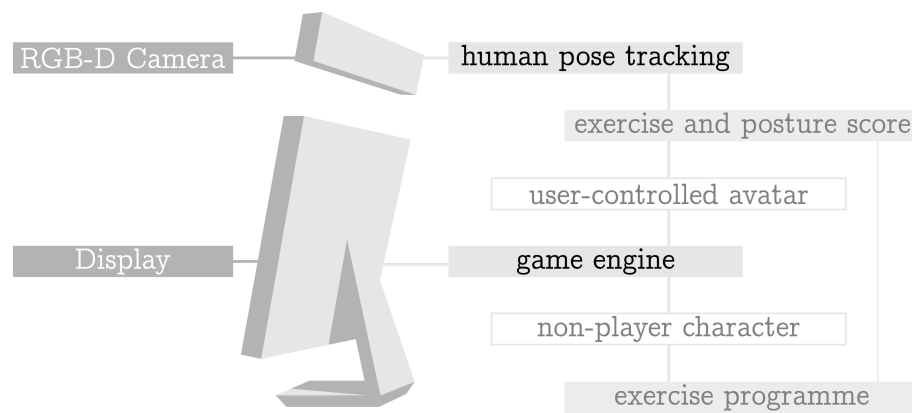 RGB-D Camera
human pose tracking
exercise and posture score
user-controlled avatar
Display
game engine
non-player character
exercise programme